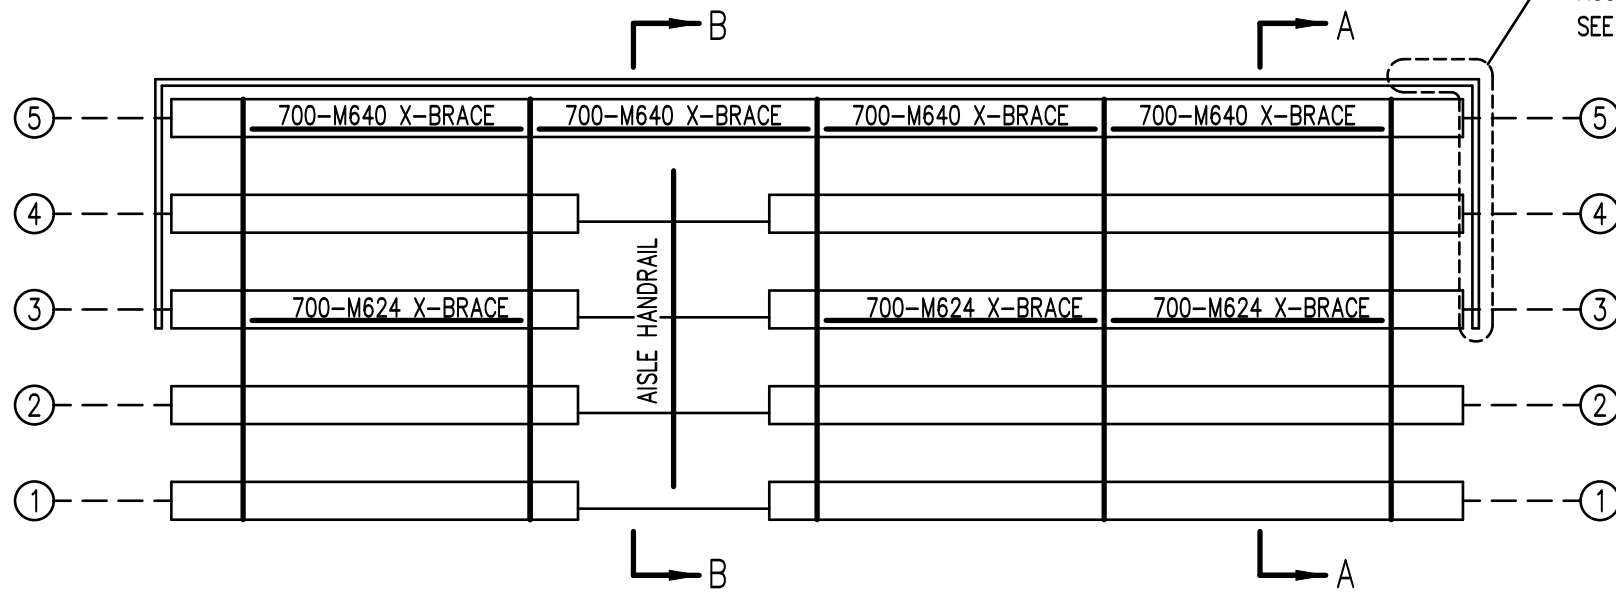 B A
SEE
5 700-M640 X-BRACE 700-M640 X-BRACE 700-M640 X-BRACE 700-M640 X-BRACE 5
4 4
AISLE HANDRAIL
3 700-M624 X-BRACE 700-M624 X-BRACE 700-M624 X-BRACE 3
2 2
1 1
B A